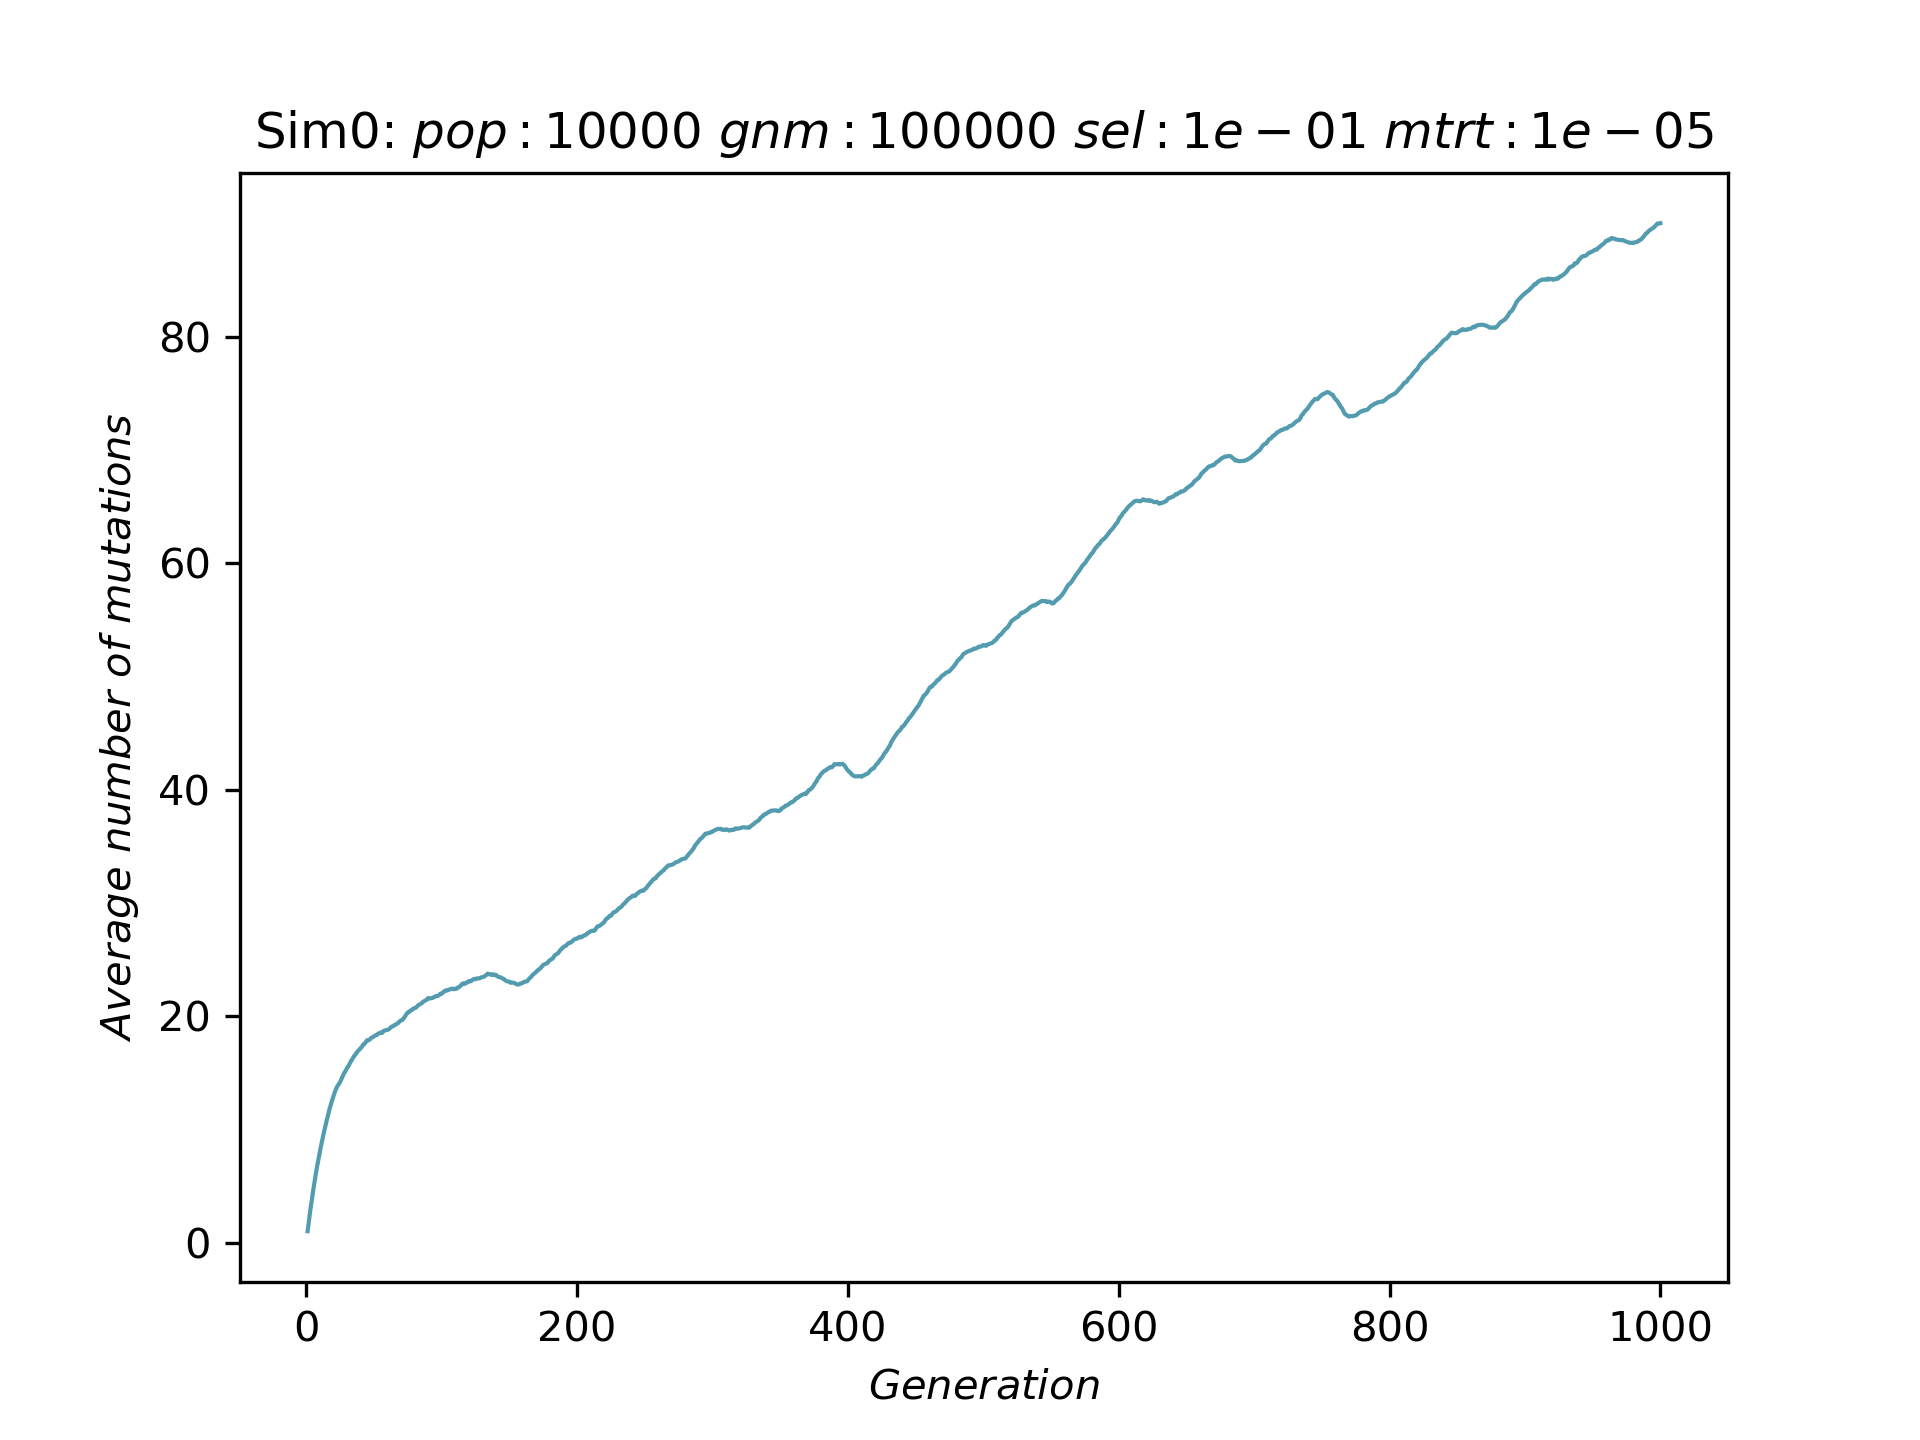 Sim0: pop : 10000 gnm : 100000 sel : 1e − 01 mtrt : 1e − 05
Average number of mutations
80
60
40
20
0
0 200 400 600 800 1000
Generation